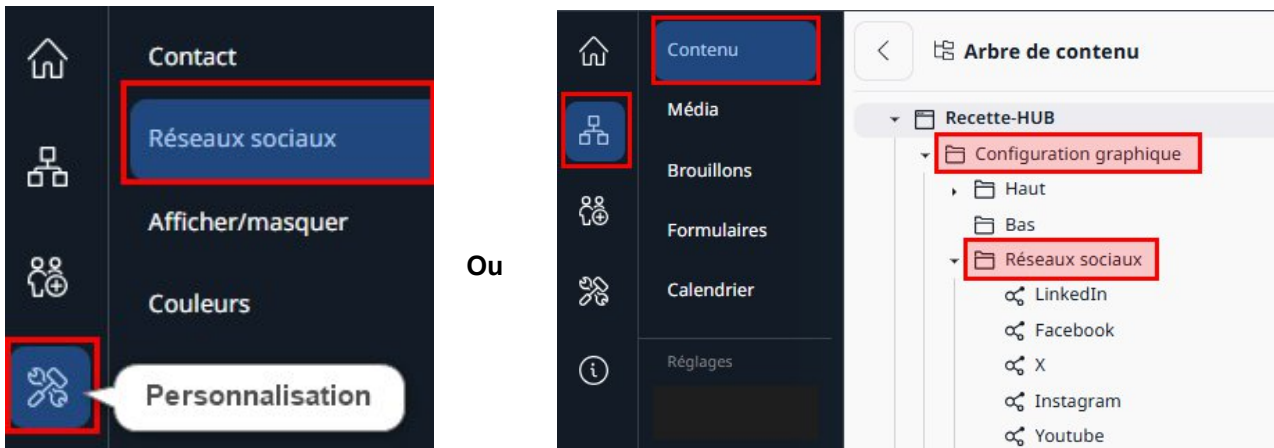 Contact
Réseaux sociaux
Afficher/masquer
Couleurs
Personnalisation
Ou
Contenu
Média
Brouillons
Formulaires
Calendrier
Réglages
Arbre de contenu
Recette-HUB
Configuration graphique
Haut
Bas
Réseaux sociaux
LinkedIn
Facebook
X
Instagram
Youtube